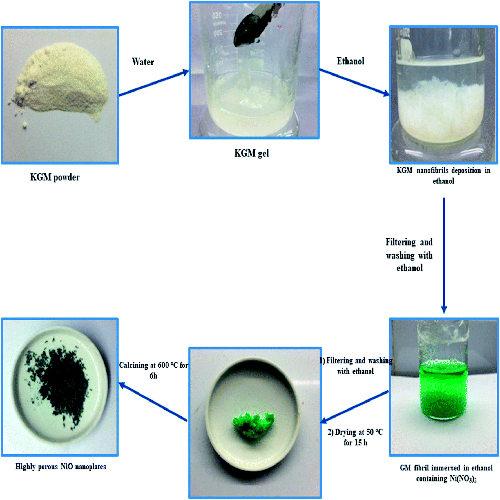 Water
Ethanol
KGM powder
KGM gel
KGM nanofibrils deposition in
ethanol
Filtering and
washing with
ethanol
GM fibril immersed in ethanol
containing Ni(NO3)2
1) Filtering and washing
with ethanol
2) Drying at 50 °C
for 15 h
Calcining at 600 °C for
6h
Highly porous NiO nanoplates